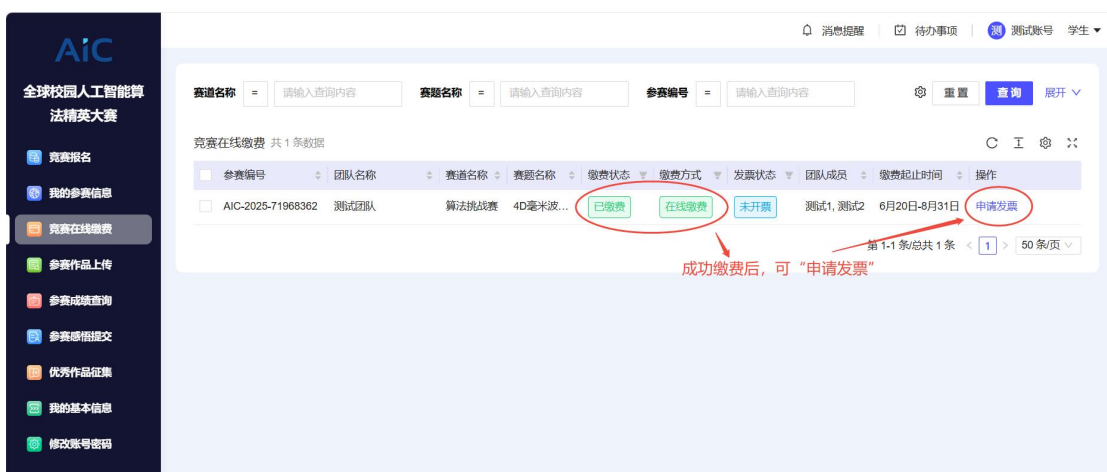 消息提醒 待办事项 测 测试账号 学生
AiC
全球校园人工智能算
法精英大赛
竞赛报名
我的参赛信息
竞赛在线缴费
参赛作品上传
参赛成绩查询
参赛感悟提交
优秀作品征集
我的基本信息
修改账号密码
赛道名称 = 请输入查询内容 赛题名称 = 请输入查询内容 参赛编号 = 请输入查询内容 重置 查询 展开
竞赛在线缴费 共 1 条数据
参赛编号 团队名称 赛道名称 赛题名称 缴费状态 缴费方式 发票状态 团队成员 缴费起止时间 操作
AIC-2025-71968362 测试团队 算法挑战赛 4D毫米波... 已缴费 在线缴费 未开票 测试1, 测试2 6月20日-8月31日 申请发票
第 1-1 条/总共 1 条 < 1 > 50 条/页
成功缴费后，可“申请发票”